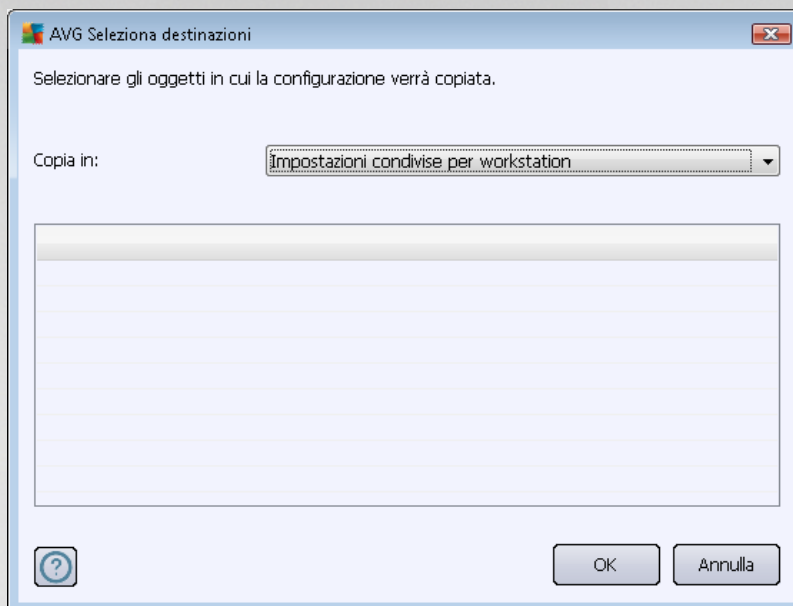 AVG Seleziona destinazioni
Selezionare gli oggetti in cui la configurazione verrà copiata.
Copia in:
Impostazioni condivise per workstation
?
OK
Annulla